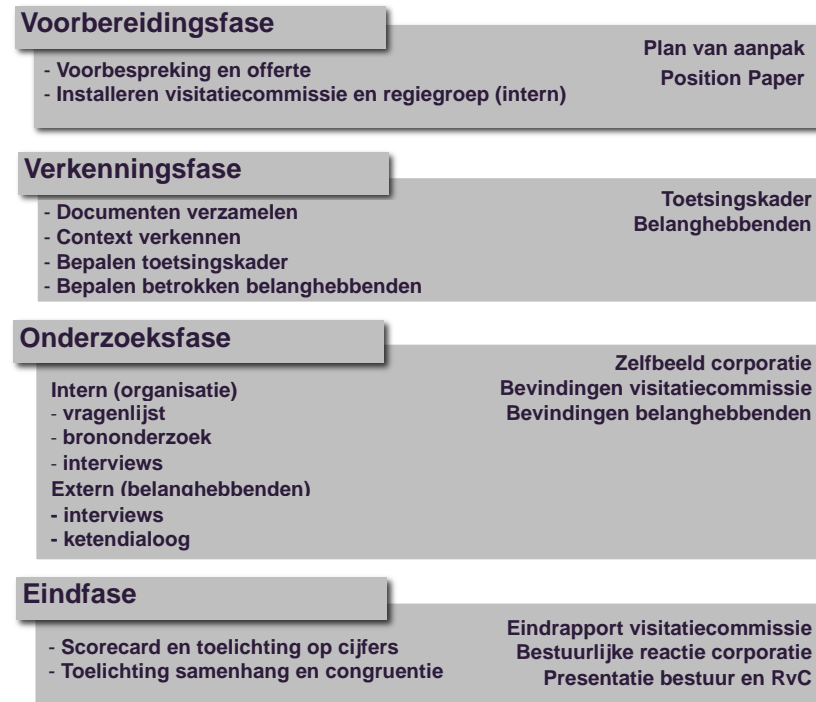 Voorbereidingsfase
- Voorbespreking en offerte
- Installeren visitatiecommissie en regiegroep (intern)
Plan van aanpak
Position Paper
Verkenningsfase
- Documenten verzamelen
- Context verkennen
- Bepalen toetsingskader
- Bepalen betrokken belanghebbenden
Toetsingskader
Belanghebbenden
Onderzoeksfase
Intern (organisatie)
- vragenlijst
- brononderzoek
- interviews
Extern (belanghebbenden)
- interviews
- ketendialoog
Zelfbeeld corporatie
Bevindingen visitatiecommissie
Bevindingen belanghebbenden
Eindfase
- Scorecard en toelichting op cijfers
- Toelichting samenhang en congruentie
Eindrapport visitatiecommissie
Bestuurlijke reactie corporatie
Presentatie bestuur en RvC